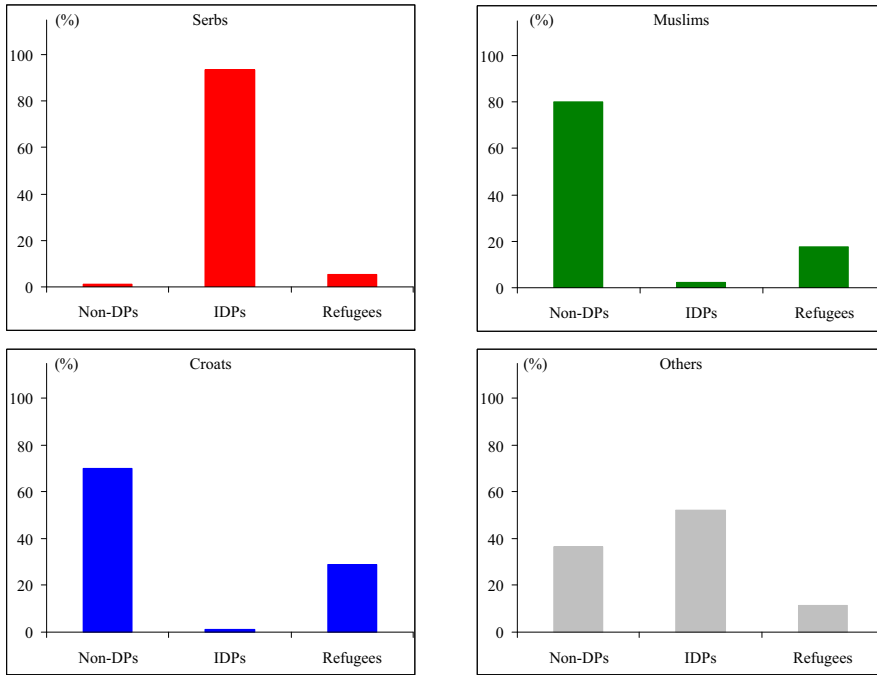 (%)
Serbs
100
80
60
40
20
0
Non-DPs
IDPs
Refugees
(%)
Muslims
100
80
60
40
20
0
Non-DPs
IDPs
Refugees
(%)
Croats
100
80
60
40
20
0
Non-DPs
IDPs
Refugees
(%)
Others
100
80
60
40
20
0
Non-DPs
IDPs
Refugees